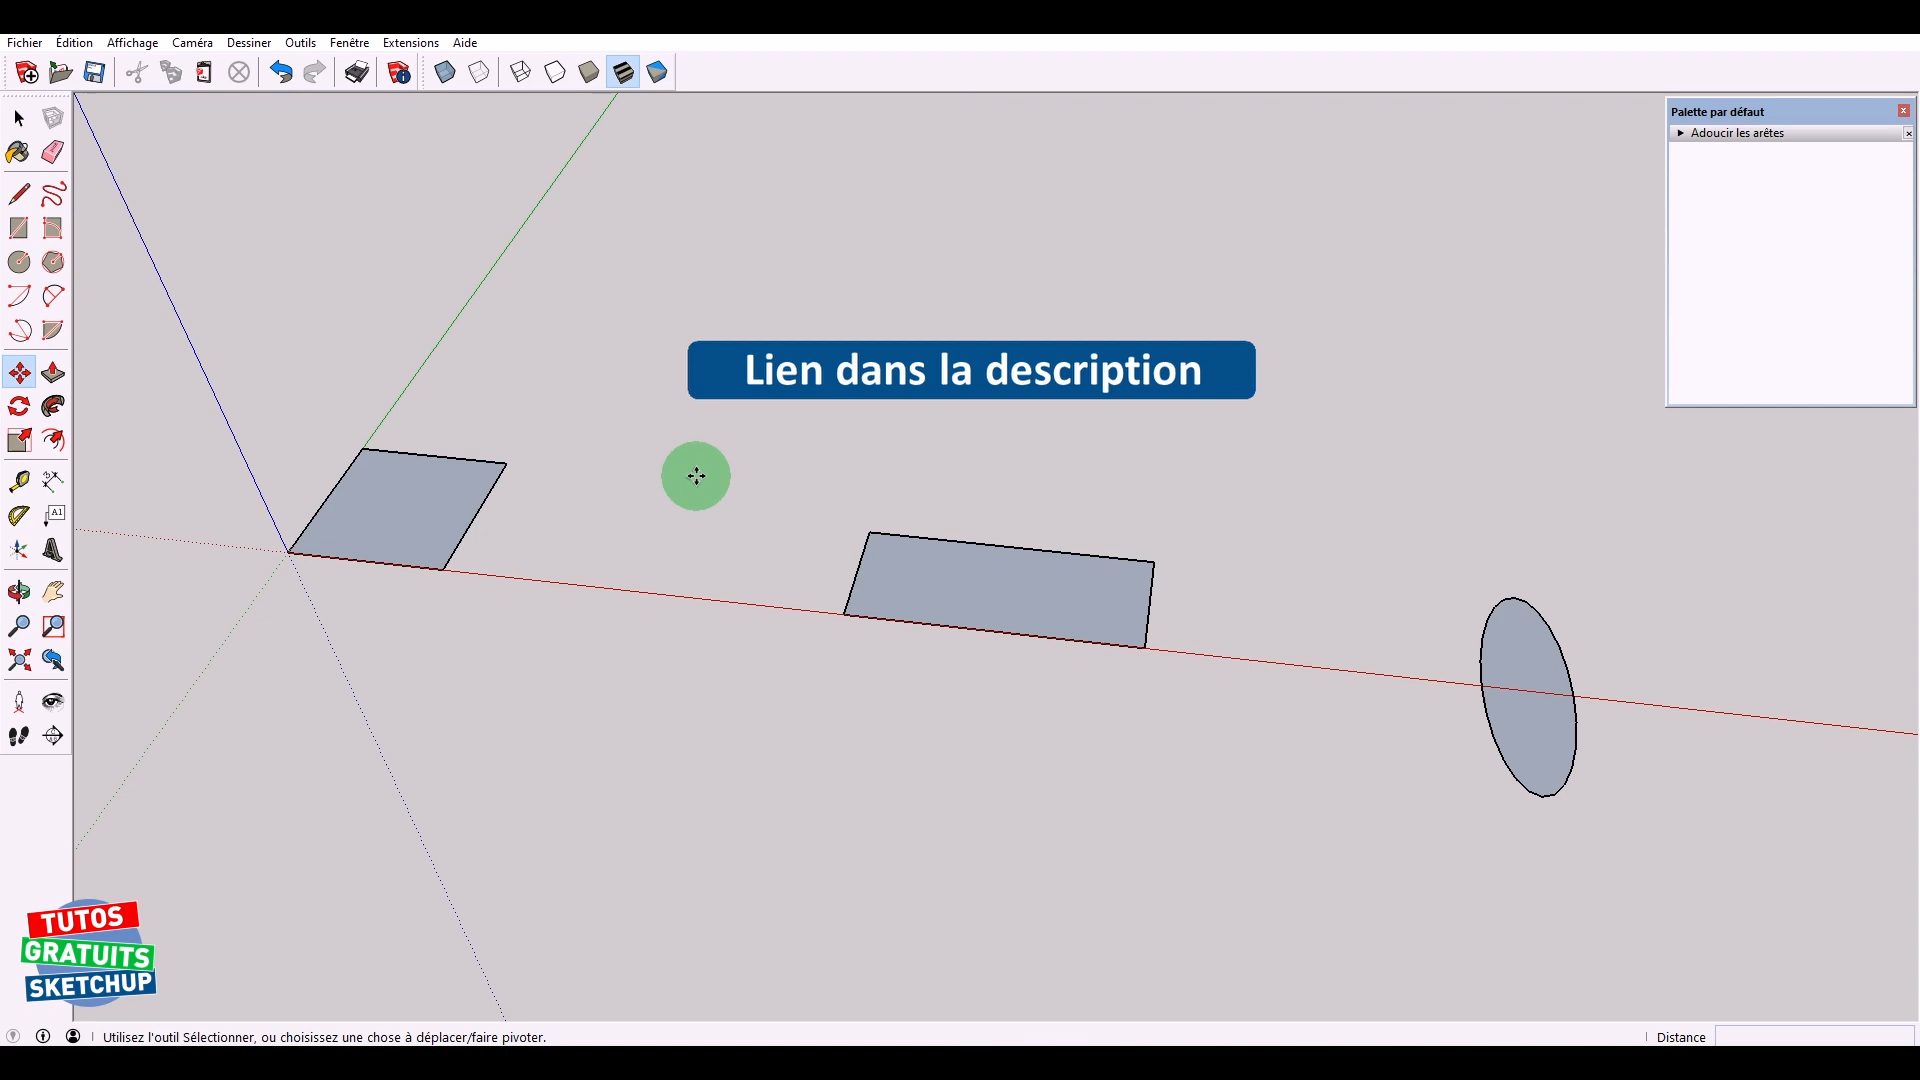 Fichier Édition Affichage Caméra Dessiner Outils Fenêtre Extensions Aide
Palette par défaut
Adoucir les arêtes
A1
Lien dans la description
TUTOS
GRATUITS
SKETCHUP
Utilisez l'outil Sélectionner, ou choisissez une chose à déplacer/faire pivoter.
Distance